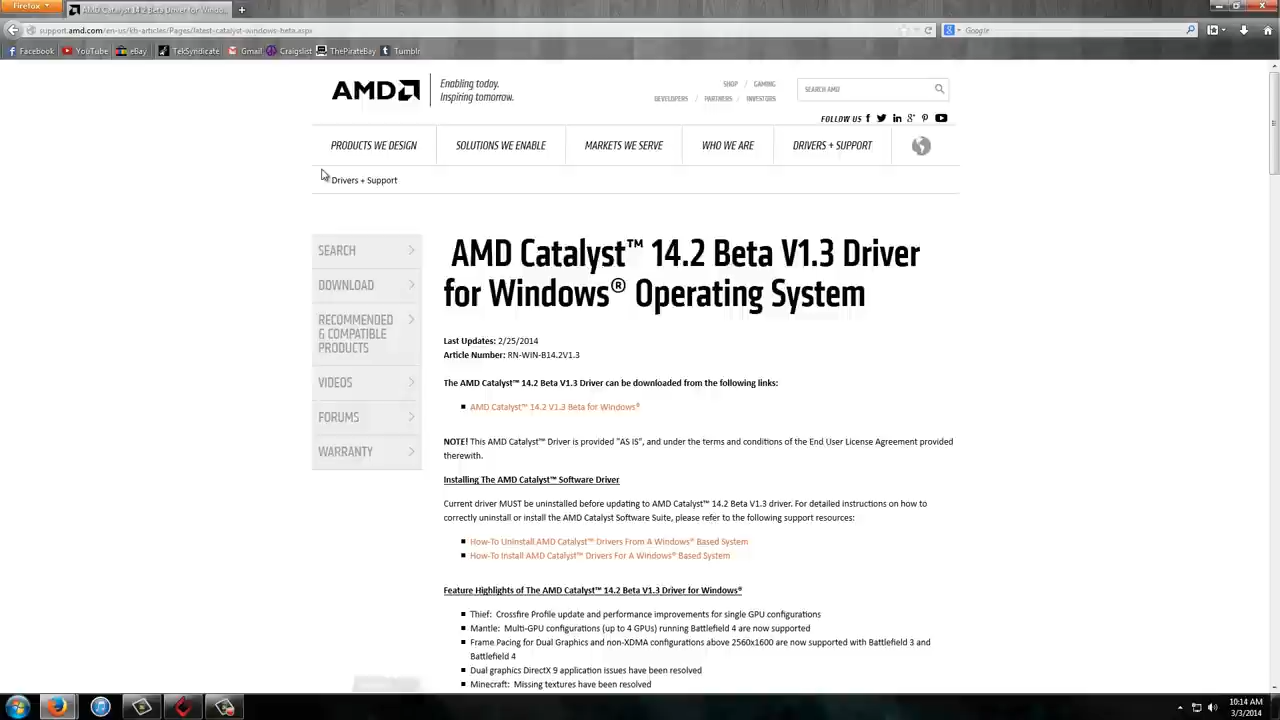 Firefox
AMD Catalyst™ 14.2 Beta V1.3 Driver for Windo...
support.amd.com/en-us/kb-articles/Pages/latest-catalyst-windows-beta.aspx
Google
Facebook YouTube eBay TekSyndicate Gmail Craigslist ThePirateBay Tumblr
AMD
Enabling today.
Inspiring tomorrow.
SHOP / GAMING
DEVELOPERS / PARTNERS / INVESTORS
SEARCH AMD
FOLLOW US
PRODUCTS WE DESIGN
SOLUTIONS WE ENABLE
MARKETS WE SERVE
WHO WE ARE
DRIVERS + SUPPORT
Drivers + Support
SEARCH
DOWNLOAD
RECOMMENDED
& COMPATIBLE
PRODUCTS
VIDEOS
FORUMS
WARRANTY
AMD Catalyst™ 14.2 Beta V1.3 Driver
for Windows® Operating System
Last Updates: 2/25/2014
Article Number: RN-WIN-B14.2V1.3
The AMD Catalyst™ 14.2 Beta V1.3 Driver can be downloaded from the following links:
AMD Catalyst™ 14.2 V1.3 Beta for Windows®
NOTE! This AMD Catalyst™ Driver is provided "AS IS", and under the terms and conditions of the End User License Agreement provided
therewith.
Installing The AMD Catalyst™ Software Driver
Current driver MUST be uninstalled before updating to AMD Catalyst™ 14.2 Beta V1.3 driver. For detailed instructions on how to
correctly uninstall or install the AMD Catalyst Software Suite, please refer to the following support resources:
How-To Uninstall AMD Catalyst™ Drivers From A Windows® Based System
How-To Install AMD Catalyst™ Drivers For A Windows® Based System
Feature Highlights of The AMD Catalyst™ 14.2 Beta V1.3 Driver for Windows®
Thief: Crossfire Profile update and performance improvements for single GPU configurations
Mantle: Multi-GPU configurations (up to 4 GPUs) running Battlefield 4 are now supported
Frame Pacing for Dual Graphics and non-XDMA configurations above 2560x1600 are now supported with Battlefield 3 and
Battlefield 4
Dual graphics DirectX 9 application issues have been resolved
Minecraft: Missing textures have been resolved
10:14 AM
3/3/2014